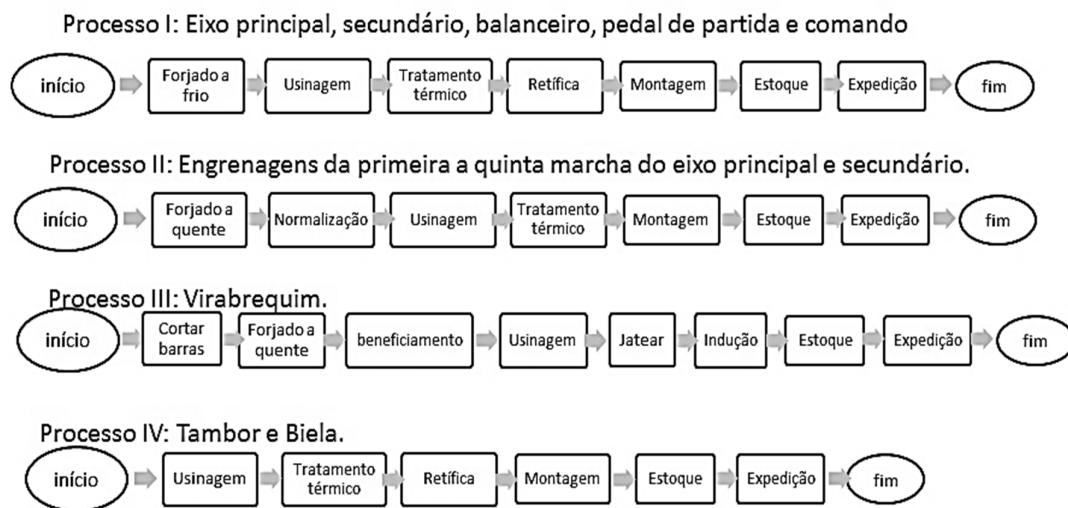 Processo I: Eixo principal, secundário, balanceiro, pedal de partida e comando
início Forjado a frio Usinagem Tratamento térmico Retífica Montagem Estoque Expedição fim
Processo II: Engrenagens da primeira a quinta marcha do eixo principal e secundário.
início Forjado a quente Normalização Usinagem Tratamento térmico Montagem Estoque Expedição fim
Processo III: Virabrequim.
início Cortar barras Forjado a quente beneficiamento Usinagem Jatear Indução Estoque Expedição fim
Processo IV: Tambor e Biela.
início Usinagem Tratamento térmico Retífica Montagem Estoque Expedição fim